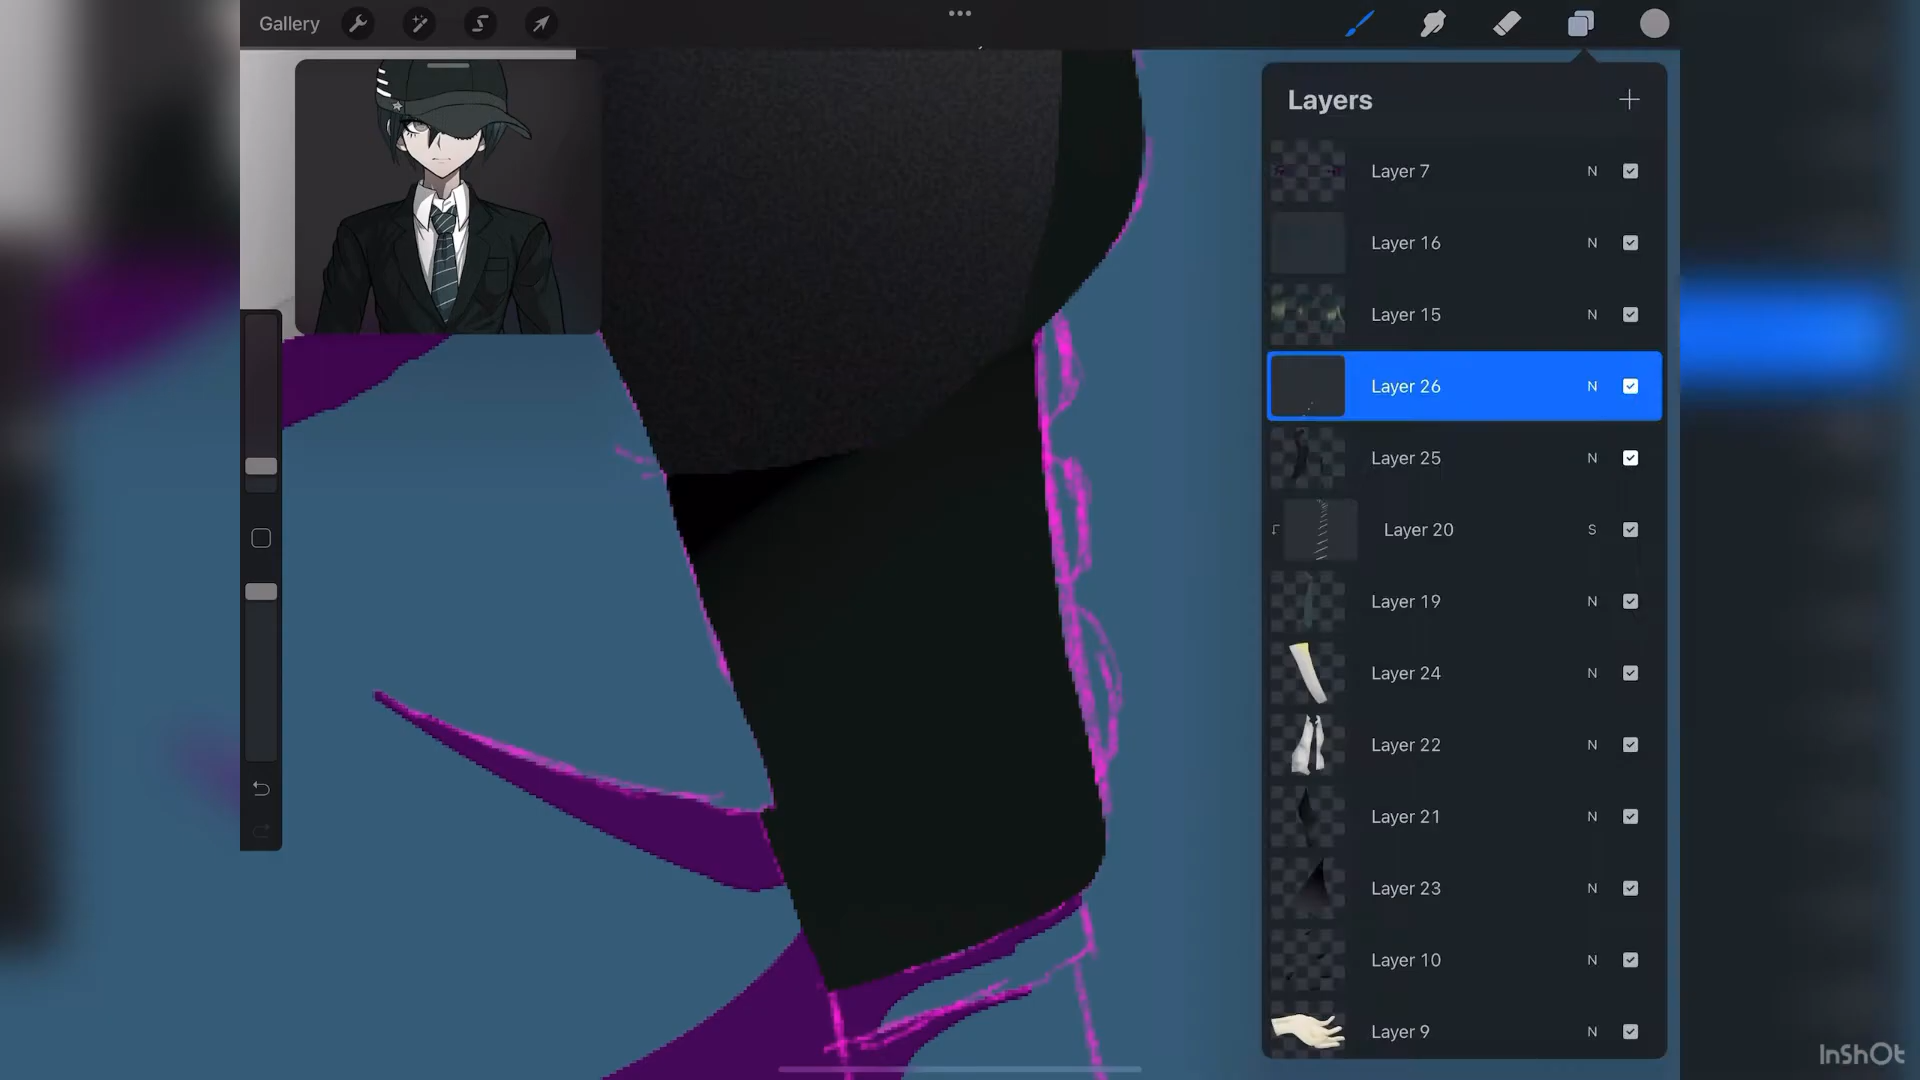 Gallery
Layers
Layer 7 N
Layer 16 N
Layer 15 N
Layer 26 N
Layer 25 N
Layer 20 S
Layer 19 N
Layer 24 N
Layer 22 N
Layer 21 N
Layer 23 N
Layer 10 N
Layer 9 N
InShOt